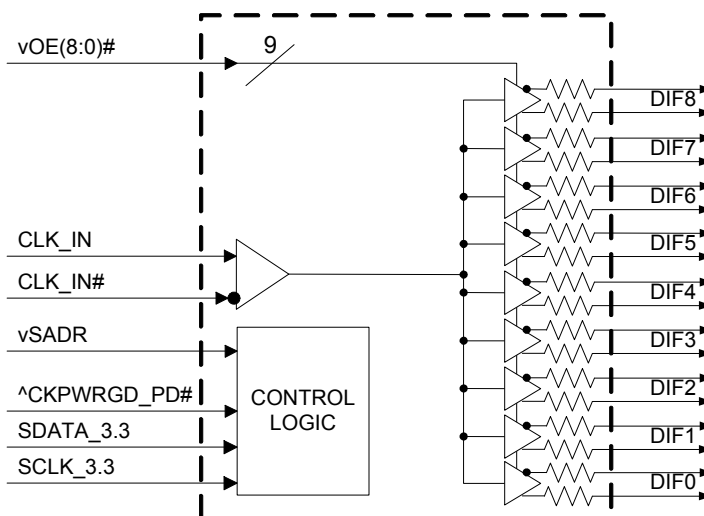 vOE(8:0)#
9
DIF8
DIF7
DIF6
DIF5
DIF4
DIF3
DIF2
DIF1
DIF0
CLK_IN
CLK_IN#
vSADR
^CKPWRGD_PD#
SDATA_3.3
SCLK_3.3
CONTROL
LOGIC